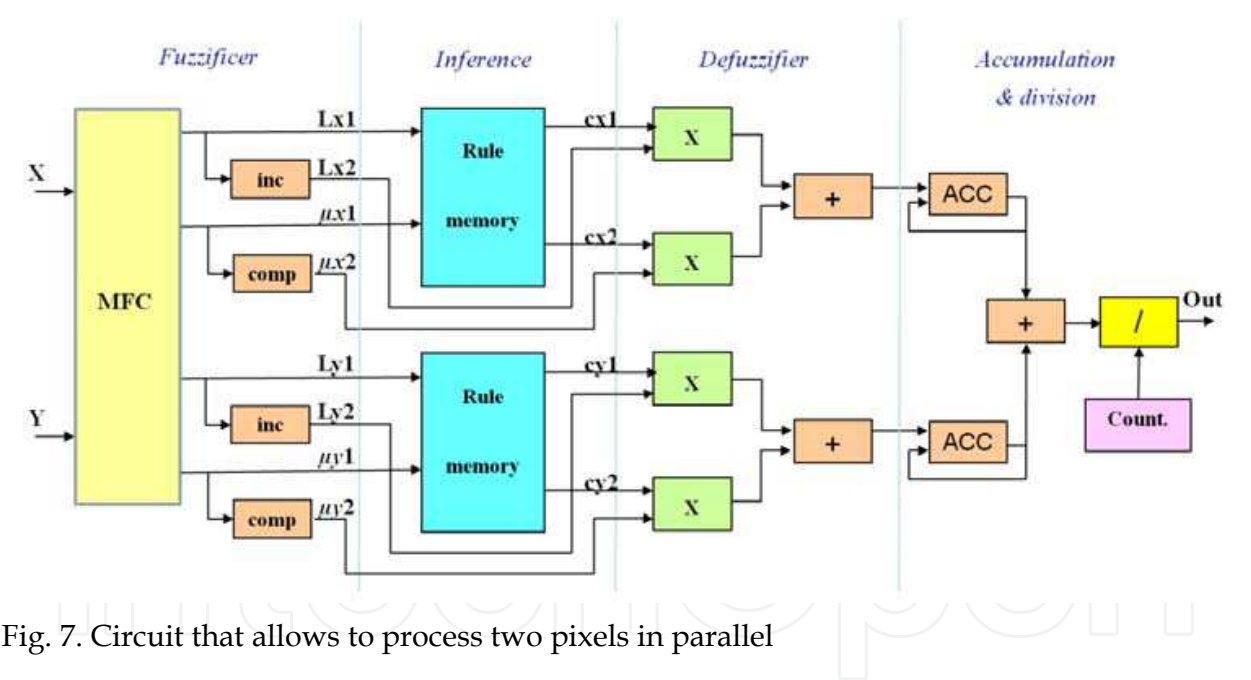 Fuzzificer
Inference
Defuzzifier
Accumulation
& division
X
Y
MFC
inc
comp
inc
comp
Lx1
Lx2
µx1
µx2
Ly1
Ly2
µy1
µy2
Rule
memory
Rule
memory
cx1
cx2
cy1
cy2
X
X
X
X
+
+
ACC
ACC
+
/
Out
Count.
intechopen
Fig. 7. Circuit that allows to process two pixels in parallel